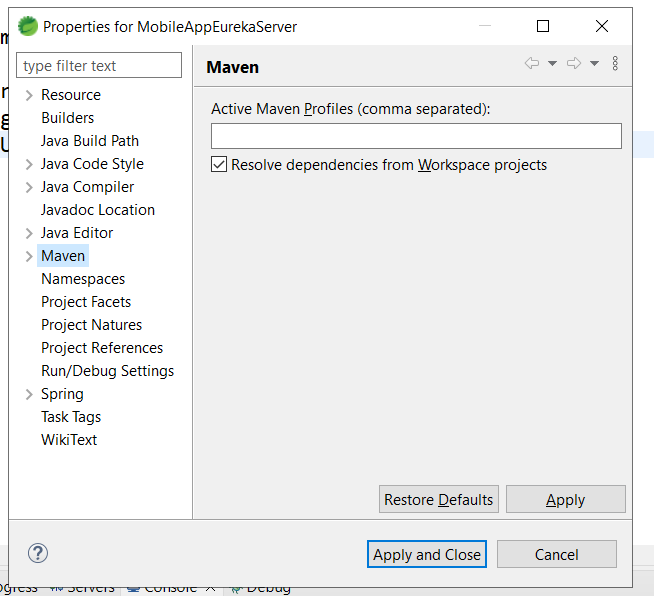 Properties for MobileAppEurekaServer
type filter text
Resource
Builders
Java Build Path
Java Code Style
Java Compiler
Javadoc Location
Java Editor
Maven
Namespaces
Project Facets
Project Natures
Project References
Run/Debug Settings
Spring
Task Tags
WikiText
Maven
Active Maven Profiles (comma separated):
Resolve dependencies from Workspace projects
Restore Defaults Apply
Apply and Close Cancel
Servers Console Debug